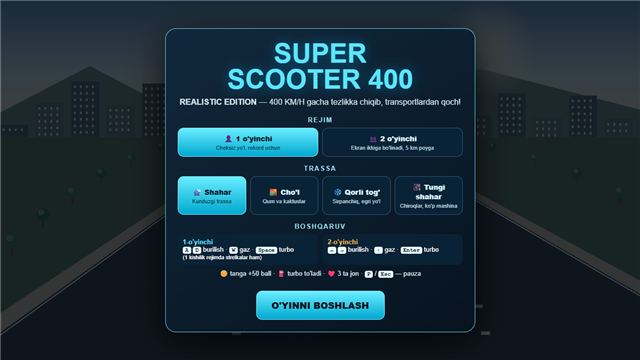 SUPER
SCOOTER 400
REALISTIC EDITION — 400 KM/H gacha tezlikka chiqib, transportlardan qoch!
REJIM
1 o'yinchi
Cheksiz yo'l, rekord uchun
2 o'yinchi
Ekran ikkiga bo'linadi, 5 km poyga
TRASSA
Shahar
Kunduzgi trassa
Cho'l
Qum va kaktuslar
Qorli tog'
Sirpanchiq, egri yo'l
Tungi
shahar
Chiroqlar, ko'p mashina
BOSHQARUV
1-o'yinchi
A D burilish · W gaz · Space turbo
(1 kishilik rejimda strelkalar ham)
2-o'yinchi
← → burilish · ↑ gaz · Enter turbo
tanga +50 ball · turbo to'ladi · 3 ta jon · P / Esc — pauza
O'YINNI BOSHLASH